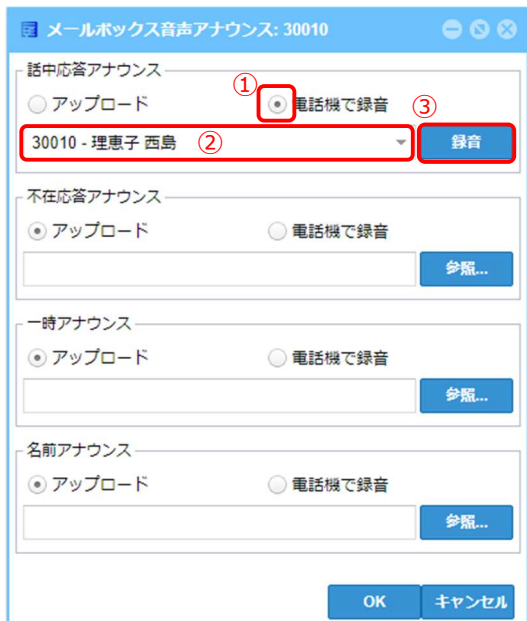 メールボックス音声アナウンス: 30010
話中応答アナウンス
アップロード ① 電話機で録音 ③
30010 - 理恵子 西島 ② 録音
不在応答アナウンス
アップロード 電話機で録音
参照...
一時アナウンス
アップロード 電話機で録音
参照...
名前アナウンス
アップロード 電話機で録音
参照...
OK キャンセル